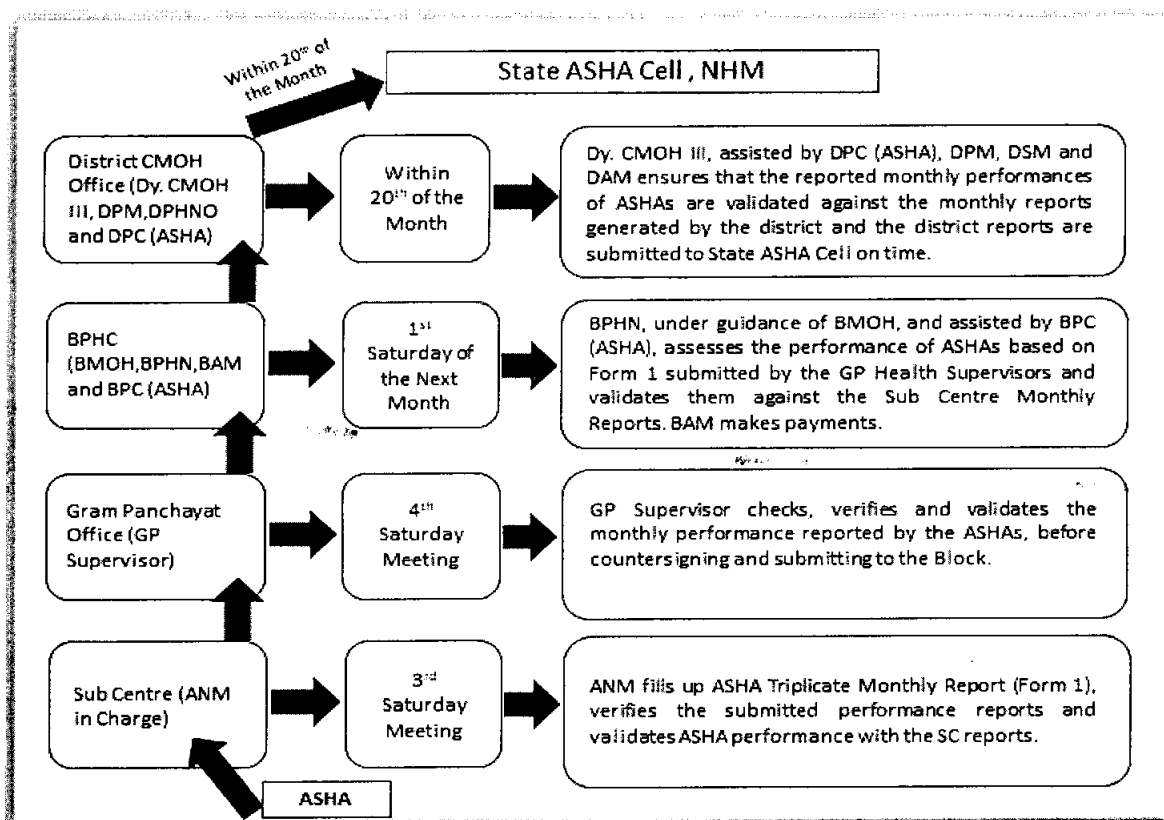 Within 20th of
the Month
State ASHA Cell , NHM
District CMOH
Office (Dy. CMOH
III, DPM,DPHNO
and DPC (ASHA)
Within
20th of the
Month
Dy. CMOH III, assisted by DPC (ASHA), DPM, DSM and
DAM ensures that the reported monthly performances
of ASHAs are validated against the monthly reports
generated by the district and the district reports are
submitted to State ASHA Cell on time.
BPHC
(BMOH,BPHN,BAM
and BPC (ASHA)
1st
Saturday of
the Next
Month
BPHN, under guidance of BMOH, and assisted by BPC
(ASHA), assesses the performance of ASHAs based on
Form 1 submitted by the GP Health Supervisors and
validates them against the Sub Centre Monthly
Reports. BAM makes payments.
Gram Panchayat
Office (GP
Supervisor)
4th
Saturday
Meeting
GP Supervisor checks, verifies and validates the
monthly performance reported by the ASHAs, before
countersigning and submitting to the Block.
Sub Centre (ANM
in Charge)
3rd
Saturday
Meeting
ANM fills up ASHA Triplicate Monthly Report (Form 1),
verifies the submitted performance reports and
validates ASHA performance with the SC reports.
ASHA